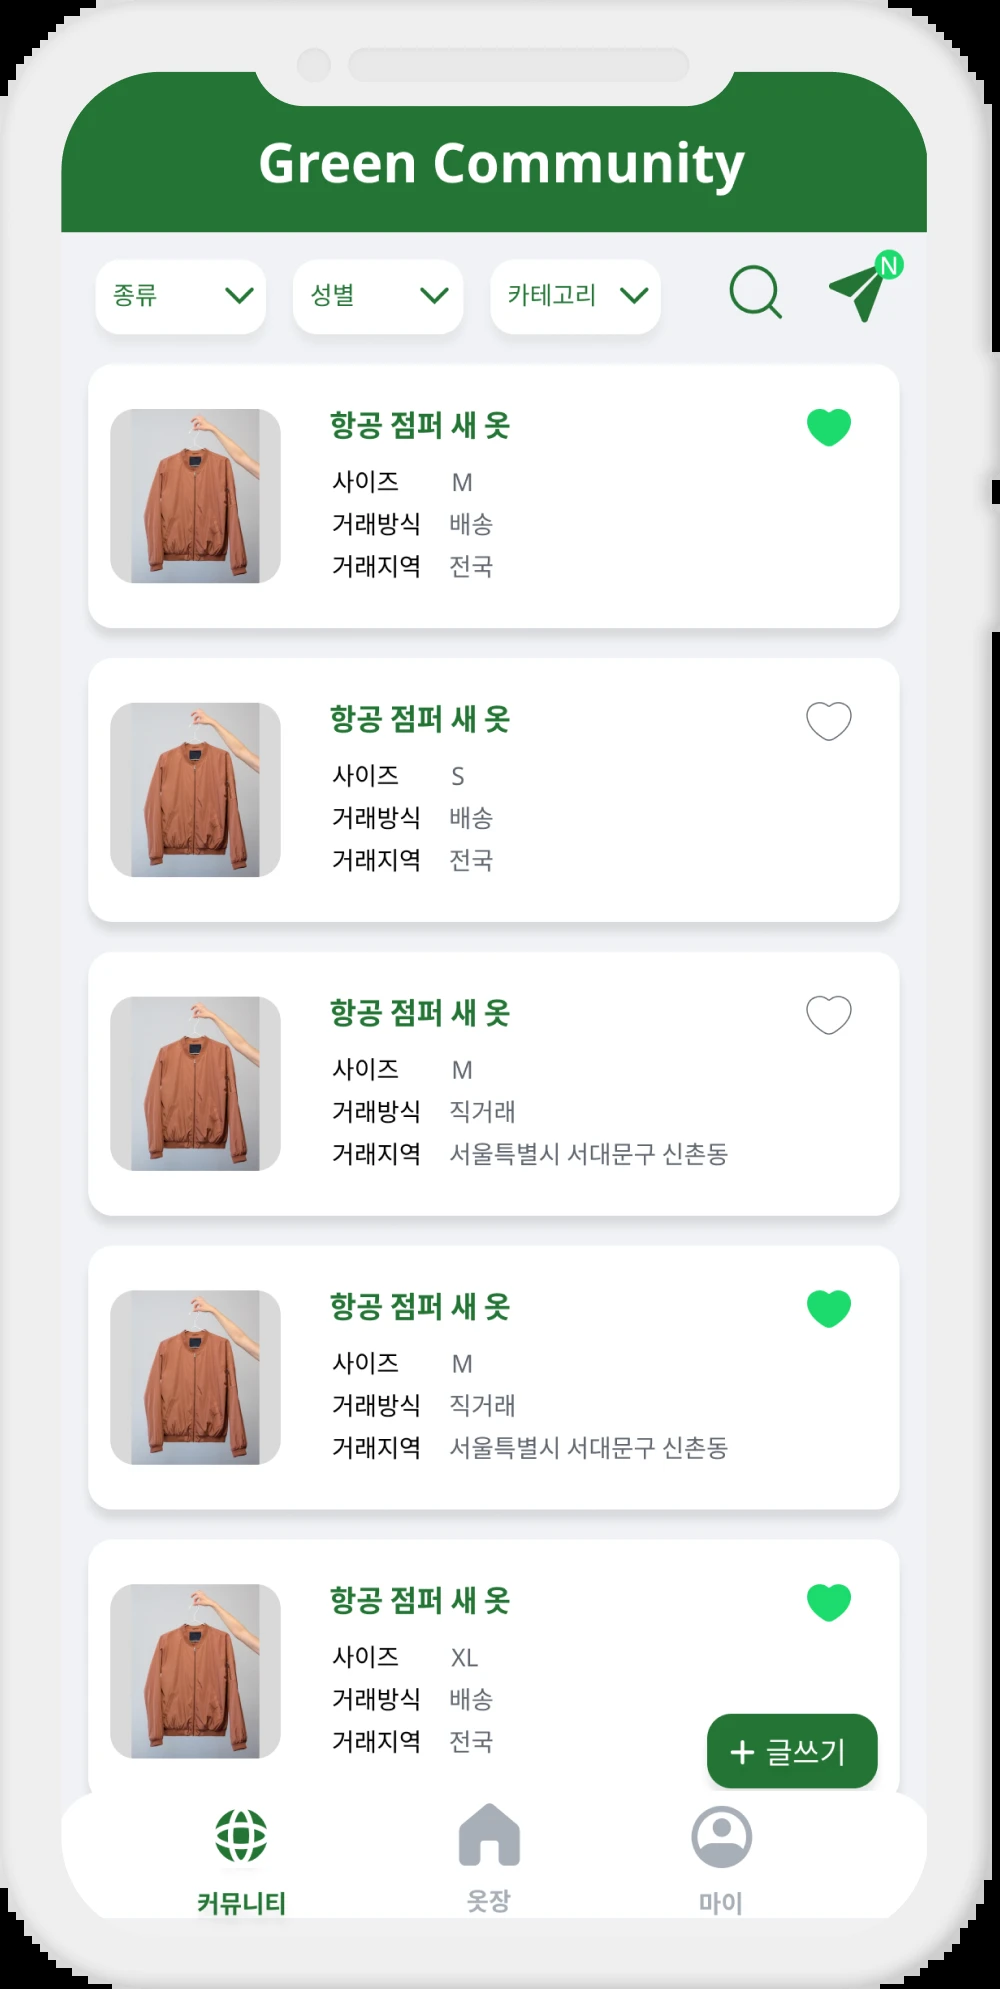 Green Community
종류 성별 카테고리 N
항공 점퍼 새 옷
사이즈 M
거래방식 배송
거래지역 전국
항공 점퍼 새 옷
사이즈 S
거래방식 배송
거래지역 전국
항공 점퍼 새 옷
사이즈 M
거래방식 직거래
거래지역 서울특별시 서대문구 신촌동
항공 점퍼 새 옷
사이즈 M
거래방식 직거래
거래지역 서울특별시 서대문구 신촌동
항공 점퍼 새 옷
사이즈 XL
거래방식 배송
거래지역 전국
+ 글쓰기
커뮤니티 옷장 마이